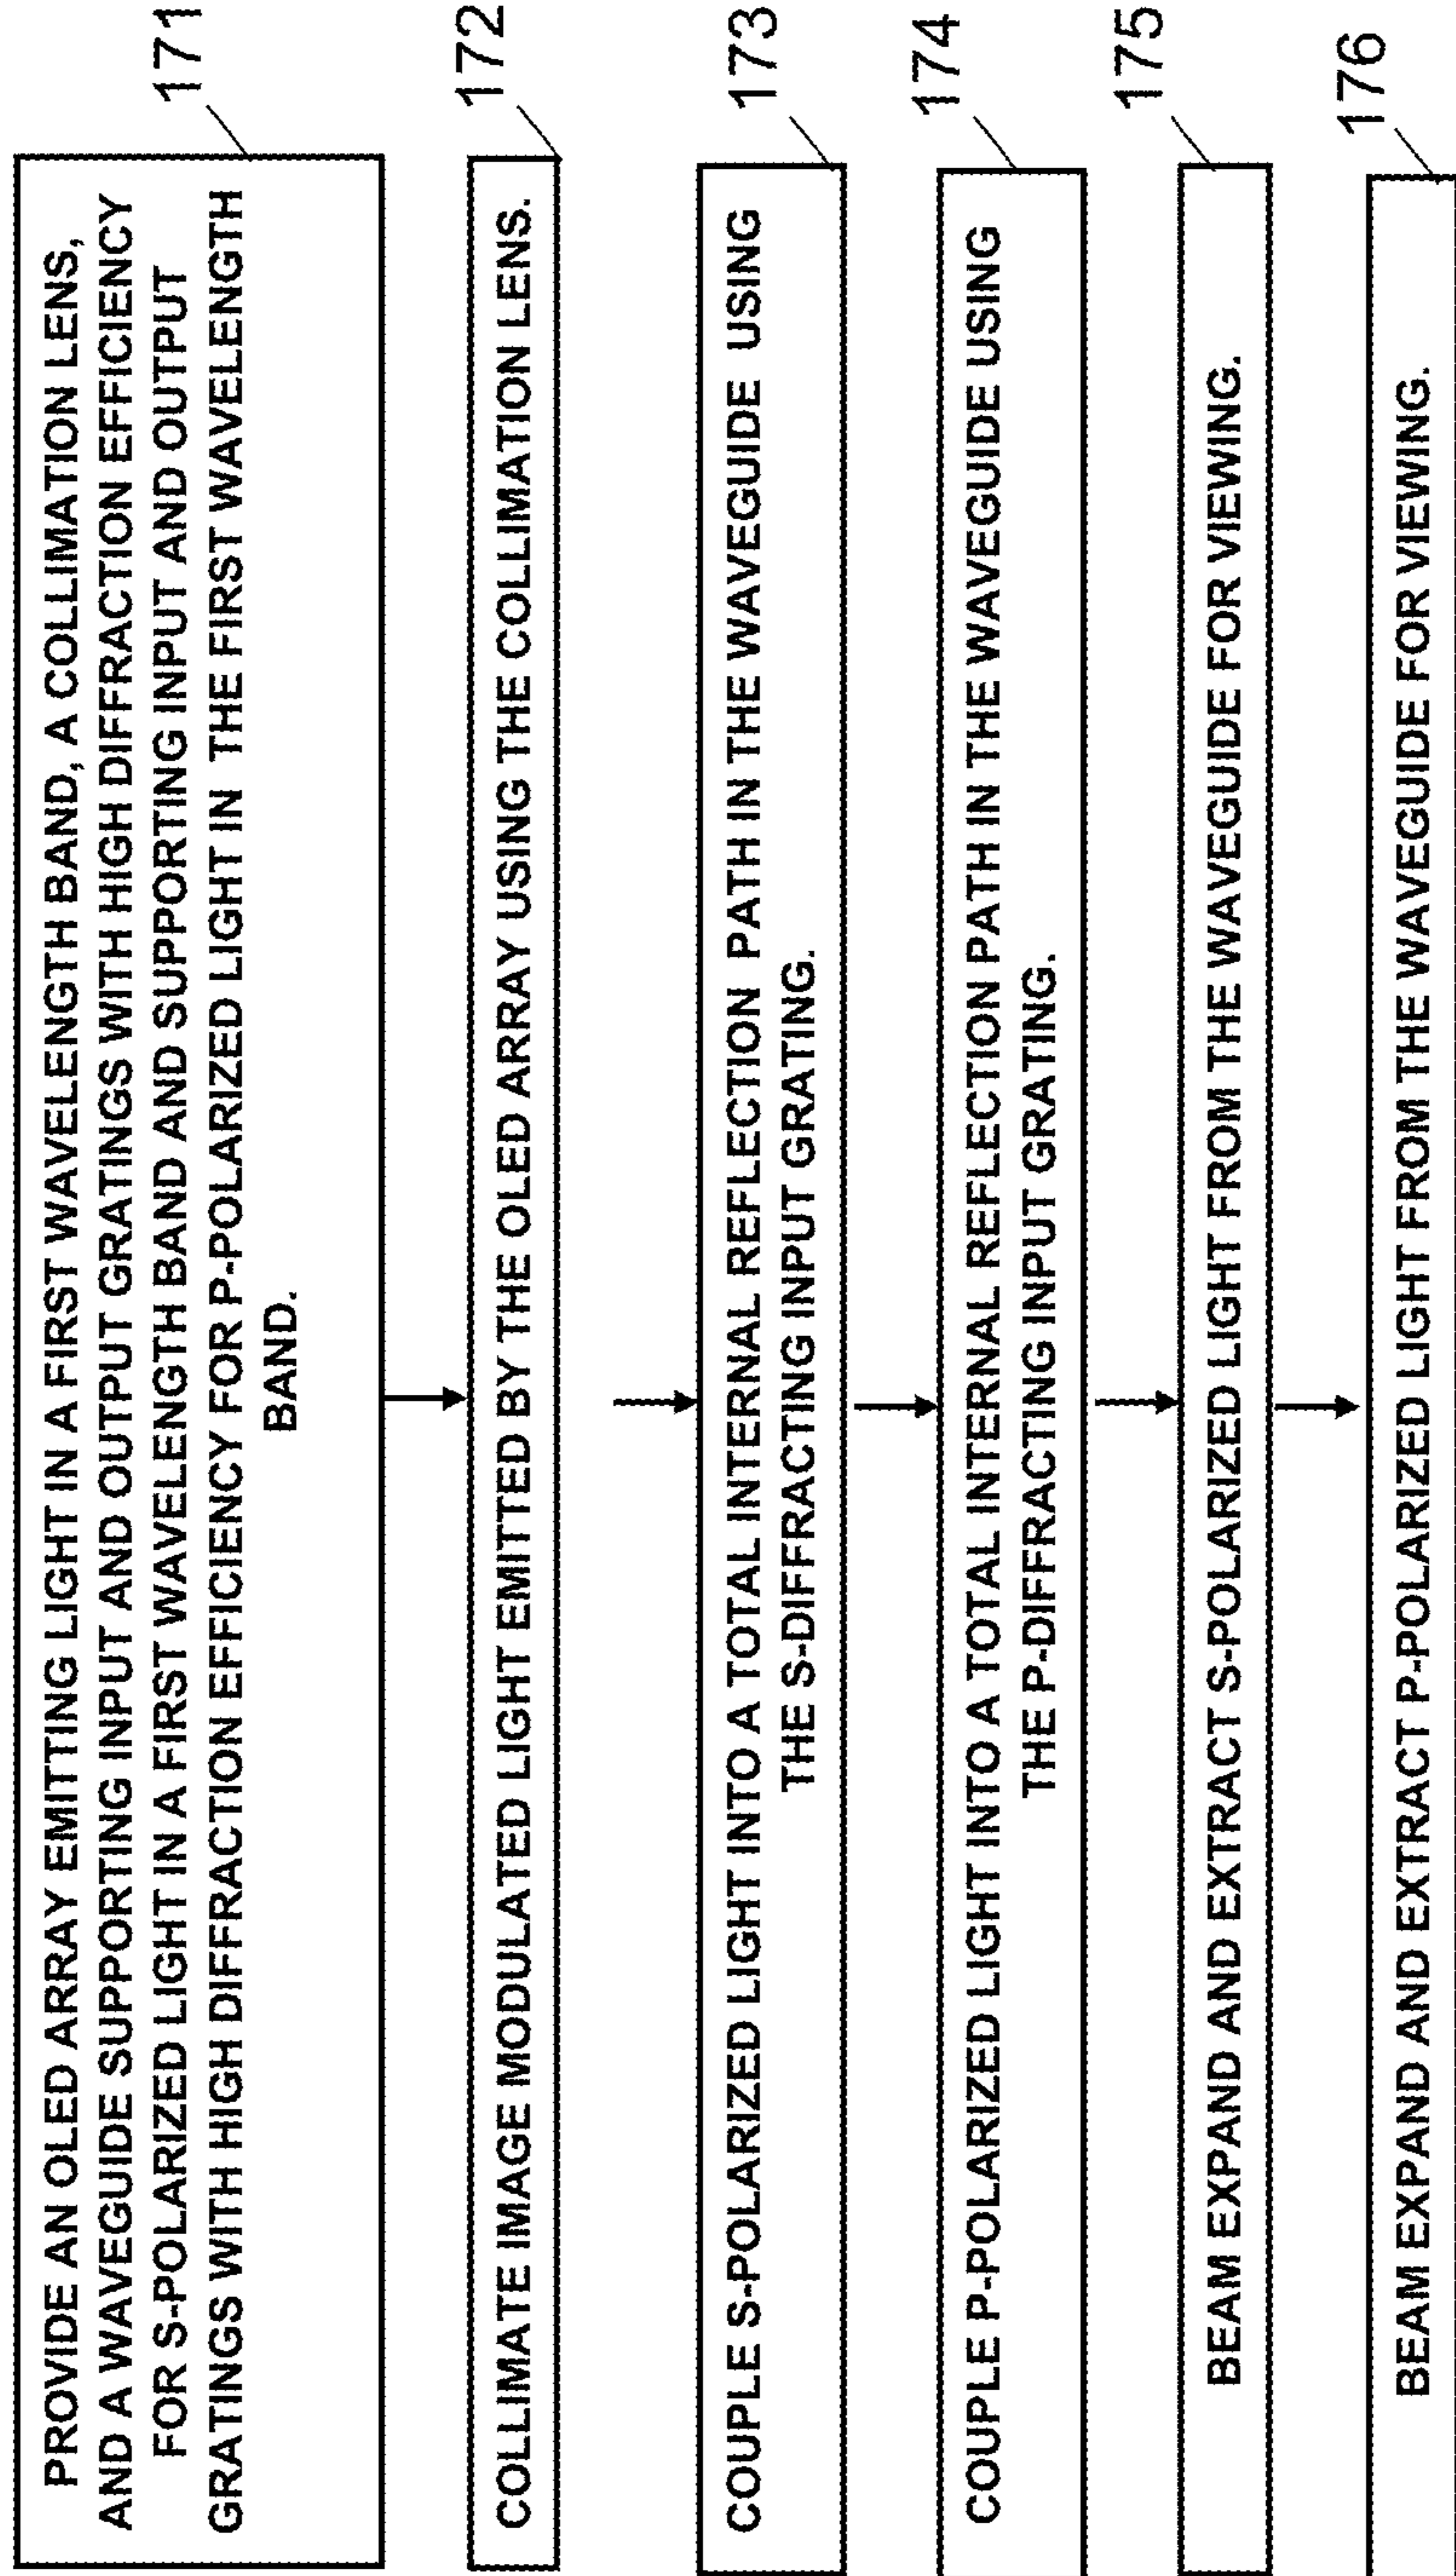 PROVIDE AN OLED ARRAY EMITTING LIGHT IN A FIRST WAVELENGTH BAND, A COLLIMATION LENS,
AND A WAVEGUIDE SUPPORTING INPUT AND OUTPUT GRATINGS WITH HIGH DIFFRACTION EFFICIENCY
FOR S-POLARIZED LIGHT IN A FIRST WAVELENGTH BAND AND SUPPORTING INPUT AND OUTPUT
GRATINGS WITH HIGH DIFFRACTION EFFICIENCY FOR P-POLARIZED LIGHT IN THE FIRST WAVELENGTH
BAND.
171
COLLIMATE IMAGE MODULATED LIGHT EMITTED BY THE OLED ARRAY USING THE COLLIMATION LENS.
172
COUPLE S-POLARIZED LIGHT INTO A TOTAL INTERNAL REFLECTION PATH IN THE WAVEGUIDE USING
THE S-DIFFRACTING INPUT GRATING.
173
COUPLE P-POLARIZED LIGHT INTO A TOTAL INTERNAL REFLECTION PATH IN THE WAVEGUIDE USING
THE P-DIFFRACTING INPUT GRATING.
174
BEAM EXPAND AND EXTRACT S-POLARIZED LIGHT FROM THE WAVEGUIDE FOR VIEWING.
175
BEAM EXPAND AND EXTRACT P-POLARIZED LIGHT FROM THE WAVEGUIDE FOR VIEWING.
176